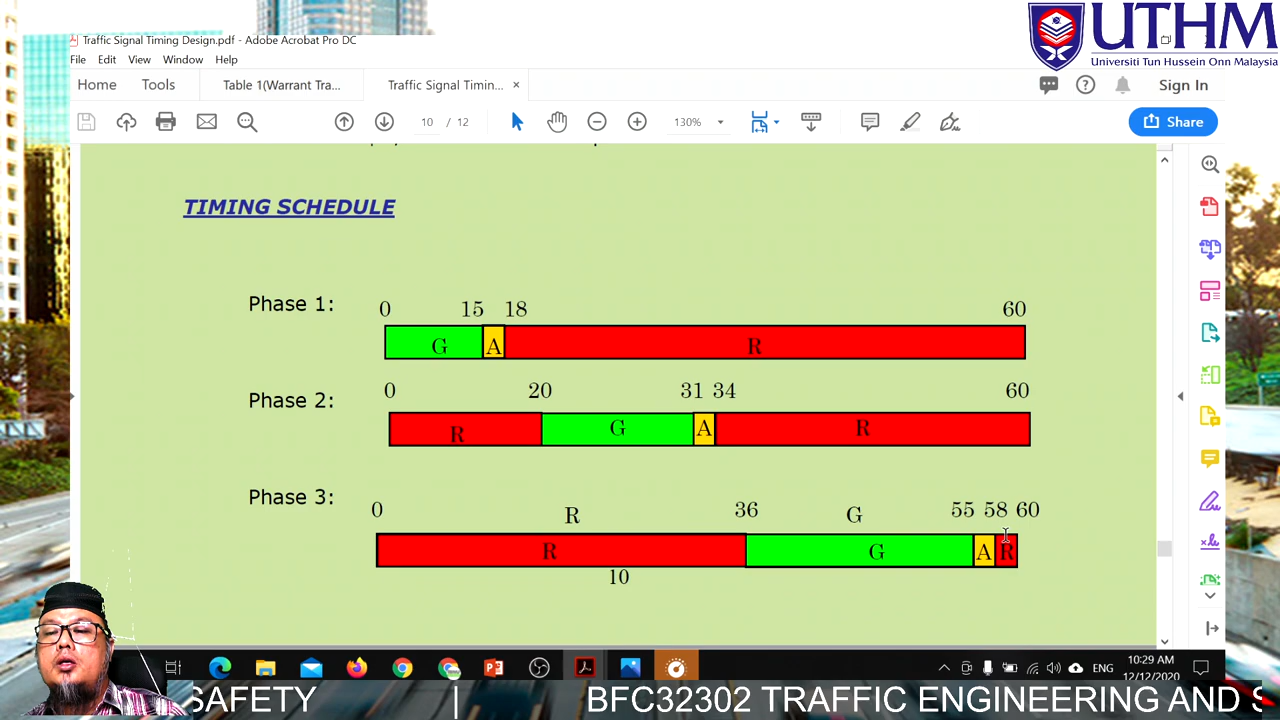 UTHM
Universiti Tun Hussein Onn Malaysia
Traffic Signal Timing Design.pdf - Adobe Acrobat Pro DC
File Edit View Window Help
Home Tools Table 1(Warrant Tra... Traffic Signal Timin... × Sign In
10 / 12 130% Share
TIMING SCHEDULE
Phase 1:
0 15 18 60
G A R
Phase 2:
0 20 31 34 60
R G A R
Phase 3:
0 R 36 G 55 58 60
R G A R
10
ENG 10:29 AM
12/12/2020
SAFETY | BFC32302 TRAFFIC ENGINEERING AND S